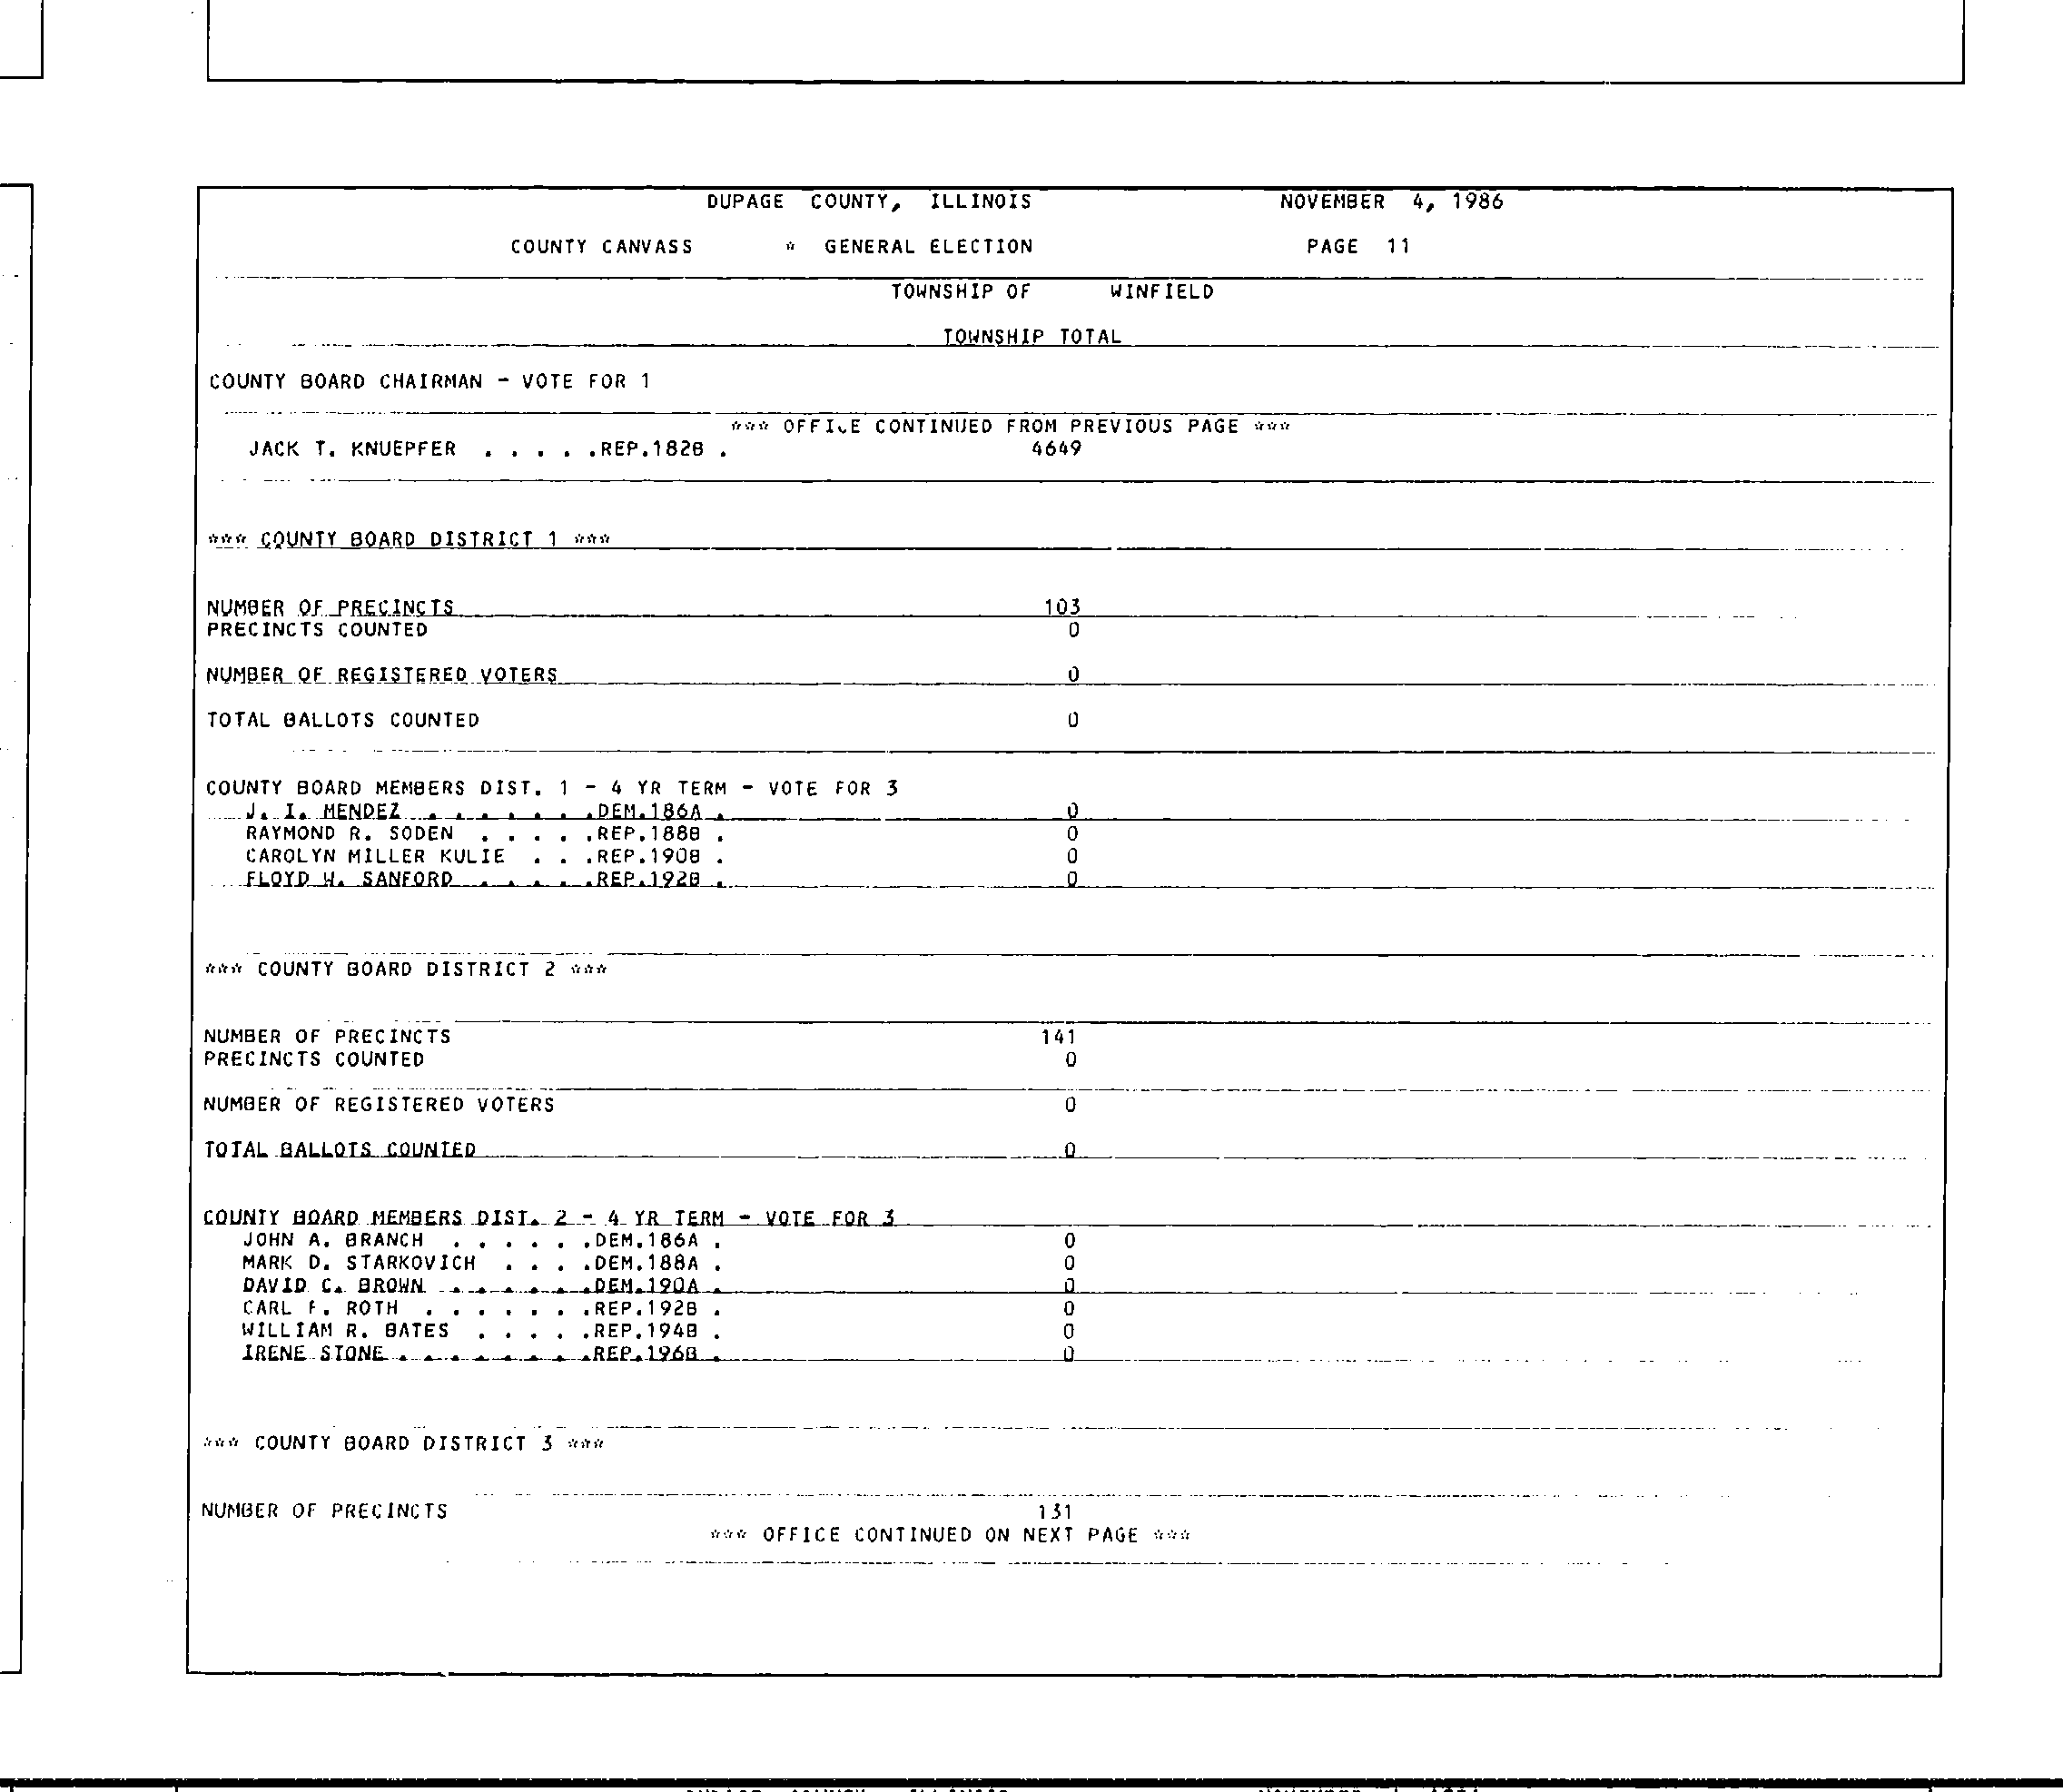 DUPAGE COUNTY, ILLINOIS NOVEMBER 4, 1986
COUNTY CANVASS * GENERAL ELECTION PAGE 11
TOWNSHIP OF WINFIELD
TOWNSHIP TOTAL
COUNTY BOARD CHAIRMAN - VOTE FOR 1
*** OFFICE CONTINUED FROM PREVIOUS PAGE ***
JACK T. KNUEPFER . . . . .REP.182B . 4649
*** COUNTY BOARD DISTRICT 1 ***
NUMBER OF PRECINCTS 103
PRECINCTS COUNTED 0
NUMBER OF REGISTERED VOTERS 0
TOTAL BALLOTS COUNTED 0
COUNTY BOARD MEMBERS DIST. 1 - 4 YR TERM - VOTE FOR 3
J. I. MENDEZ . . . . . . .DEM.186A . 0
RAYMOND R. SODEN . . . . .REP.188B . 0
CAROLYN MILLER KULIE . . .REP.190B . 0
FLOYD W. SANFORD . . . . .REP.192B . 0
*** COUNTY BOARD DISTRICT 2 ***
NUMBER OF PRECINCTS 141
PRECINCTS COUNTED 0
NUMBER OF REGISTERED VOTERS 0
TOTAL BALLOTS COUNTED 0
COUNTY BOARD MEMBERS DIST. 2 - 4 YR TERM - VOTE FOR 3
JOHN A. BRANCH . . . . . .DEM.186A . 0
MARK D. STARKOVICH . . . .DEM.188A . 0
DAVID C. BROWN . . . . . .DEM.190A . 0
CARL F. ROTH . . . . . . .REP.192B . 0
WILLIAM R. BATES . . . . .REP.194B . 0
IRENE STONE . . . . . . . .REP.196B . 0
*** COUNTY BOARD DISTRICT 3 ***
NUMBER OF PRECINCTS 131
*** OFFICE CONTINUED ON NEXT PAGE ***